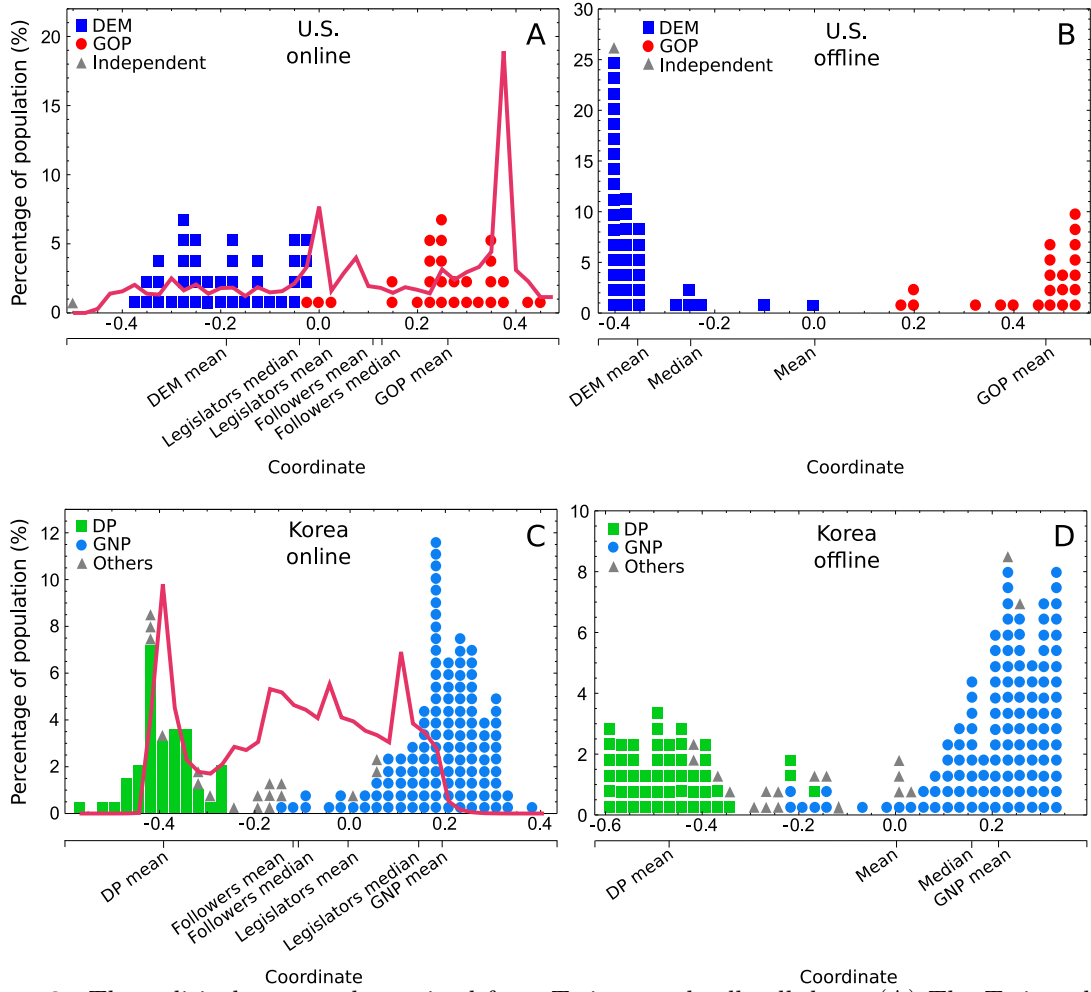 DEM
GOP
Independent
U.S.
online
A
Percentage of population (%)
20
15
10
5
0
-0.4
-0.2
0.0
0.2
0.4
DEM mean
Legislators median
Legislators mean
Followers mean
Followers median
GOP mean
Coordinate
DEM
GOP
Independent
U.S.
offline
B
30
25
20
15
10
5
0
-0.4
-0.2
0.0
0.2
0.4
DEM mean
Median
Mean
GOP mean
Coordinate
DP
GNP
Others
Korea
online
C
Percentage of population (%)
12
10
8
6
4
2
0
-0.4
-0.2
0.0
0.2
0.4
DP mean
Followers mean
Followers median
Legislators mean
Legislators median
GNP mean
Coordinate
DP
GNP
Others
Korea
offline
D
10
8
6
4
2
0
-0.6
-0.4
-0.2
0.0
0.2
DP mean
Mean
Median
GNP mean
Coordinate